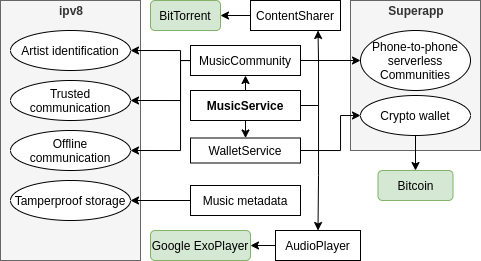 ipv8
Artist identification
Trusted
communication
Offline
communication
Tamperproof storage
BitTorrent
ContentSharer
MusicCommunity
MusicService
WalletService
Music metadata
Google ExoPlayer
AudioPlayer
Superapp
Phone-to-phone
serverless
Communities
Crypto wallet
Bitcoin